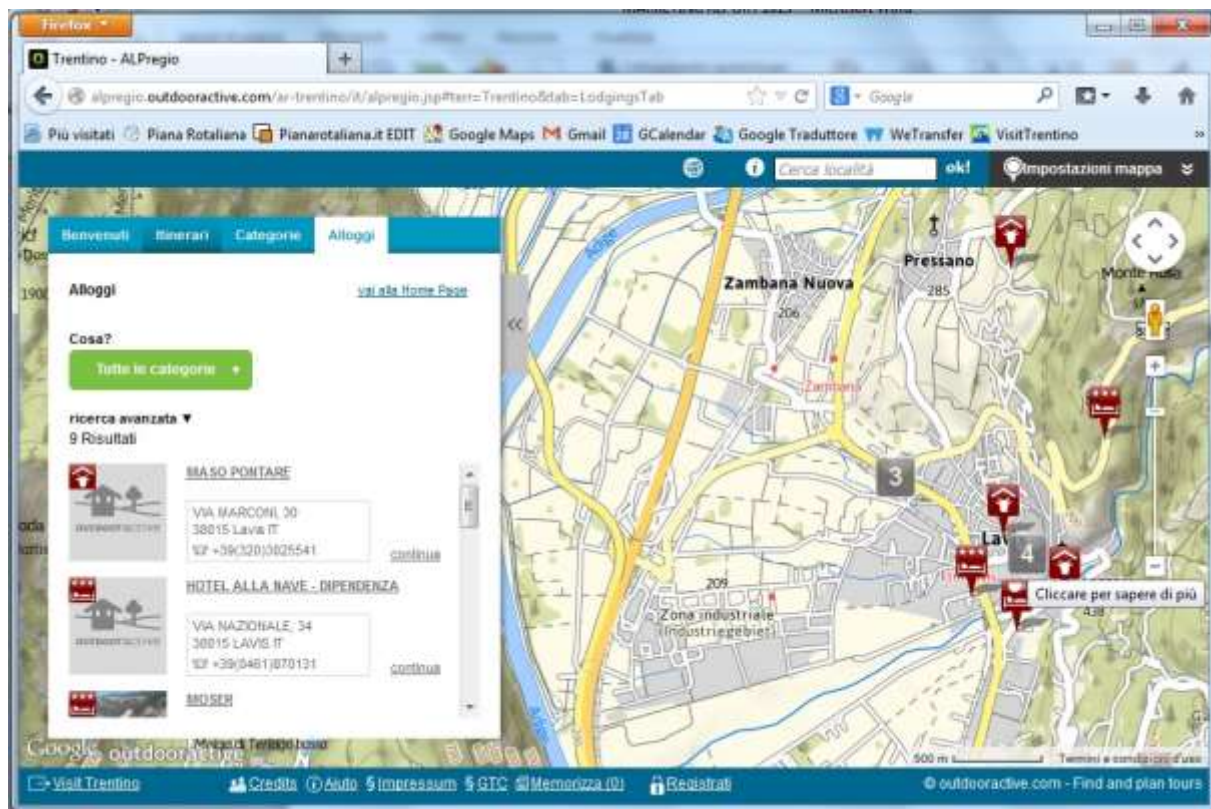 Firefox
Trentino - ALPregio
alpregio.outdooractive.com/ar-trentino/it/alpregio.jsp#terr=Trentino&tab=LodgingsTab
Google
Più visitati Piana Rotaliana Pianarotaliana.it EDIT Google Maps Gmail GCalendar Google Traduttore WeTransfer VisitTrentino
Cerca località ok! Impostazioni mappa
Benvenuti Itinerari Categorie Alloggi
Alloggi vai alla Home Page
Cosa?
Tutte le categorie
ricerca avanzata ▼
9 Risultati
MASO PONTARE
VIA MARCONI, 30
38015 Lavis IT
+39(320)3025541
continua
HOTEL ALLA NAVE - DIPENDENZA
VIA NAZIONALE, 34
38015 LAVIS IT
+39(0461)870131
continua
MOSER
Adige
Zambana Nuova
206
Pressano
285
Monte Rosa
Zambana
3
4
209
Zona industriale
(Industriegebiet)
Cliccare per sapere di più
438
1900
Adige
Google outdooractive
500 m
Termini e condizioni d'uso
Visit Trentino Credits Aiuto § Impressum § GTC Memorizza (0) Registrati
© outdooractive.com - Find and plan tours